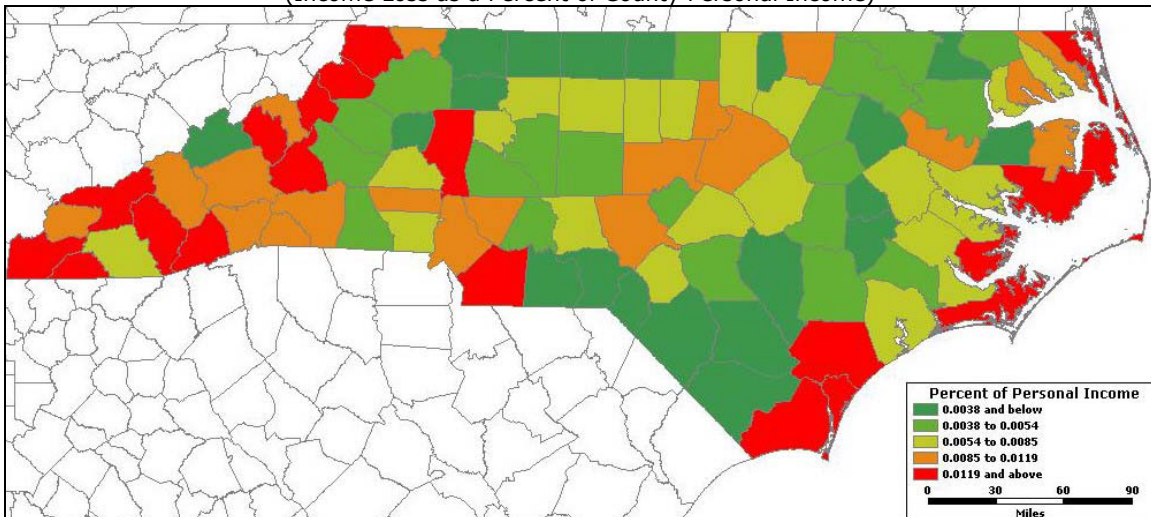 (Income Loss as a Percent of County Personal Income)
Percent of Personal Income
0.0038 and below
0.0038 to 0.0054
0.0054 to 0.0085
0.0085 to 0.0119
0.0119 and above
0 30 60 90
Miles